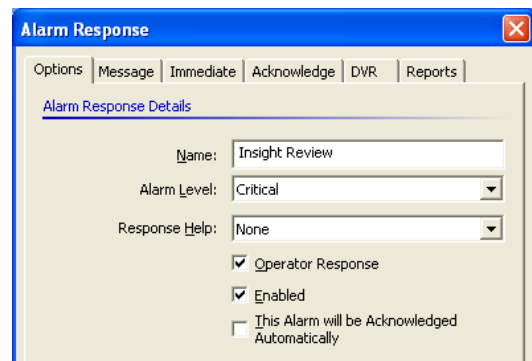 Alarm Response
Options Message Immediate Acknowledge DVR Reports
Alarm Response Details
Name: Insight Review
Alarm Level: Critical
Response Help: None
Operator Response
Enabled
This Alarm will be Acknowledged
Automatically